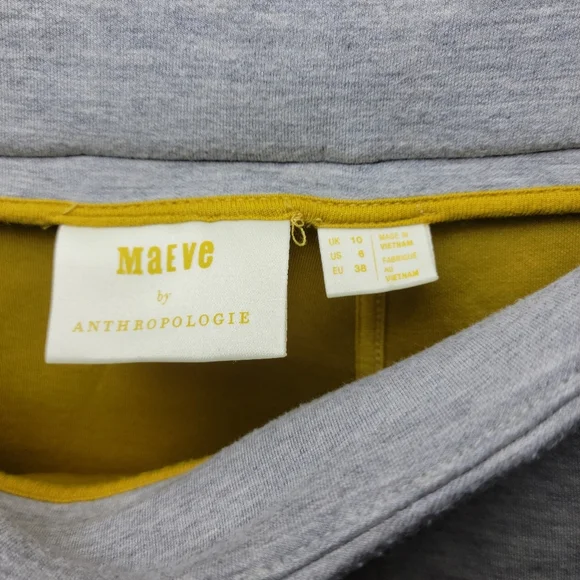 MaEve
by
ANTHROPOLOGIE
UK 10
US 6
EU 38
MADE IN
VIETNAM
FABRIQUÉ
AU
VIETNAM